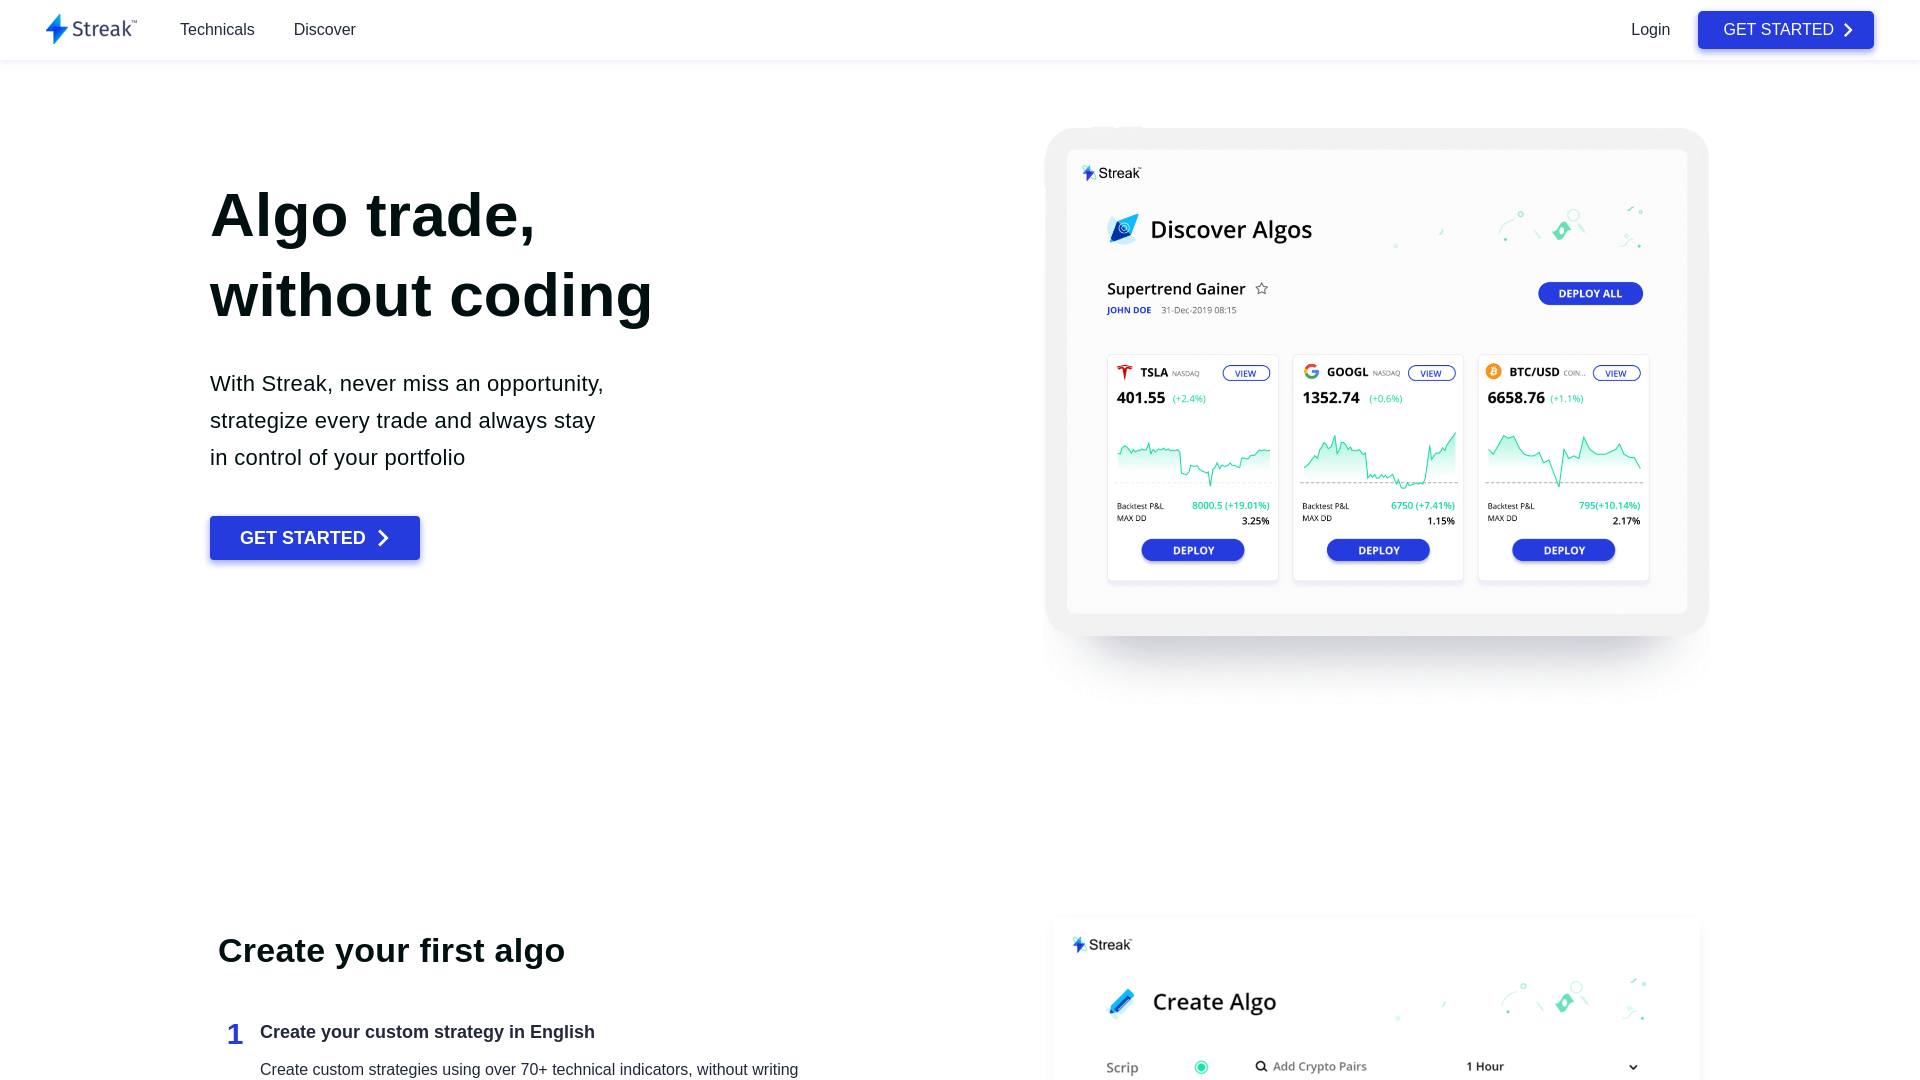 Streak™
Technicals
Discover
Login
GET STARTED
Algo trade,
without coding
With Streak, never miss an opportunity,
strategize every trade and always stay
in control of your portfolio
GET STARTED
Streak™
Discover Algos
Supertrend Gainer
JOHN DOE 31-Dec-2019 08:15
DEPLOY ALL
TSLA NASDAQ VIEW
401.55 (+2.4%)
Backtest P&L 8000.5 (+19.01%)
MAX DD 3.25%
DEPLOY
GOOGL NASDAQ VIEW
1352.74 (+0.6%)
Backtest P&L 6750 (+7.41%)
MAX DD 1.15%
DEPLOY
BTC/USD COIN... VIEW
6658.76 (+1.1%)
Backtest P&L 795(+10.14%)
MAX DD 2.17%
DEPLOY
Create your first algo
1 Create your custom strategy in English
Create custom strategies using over 70+ technical indicators, without writing
Streak™
Create Algo
Scrip
Add Crypto Pairs
1 Hour